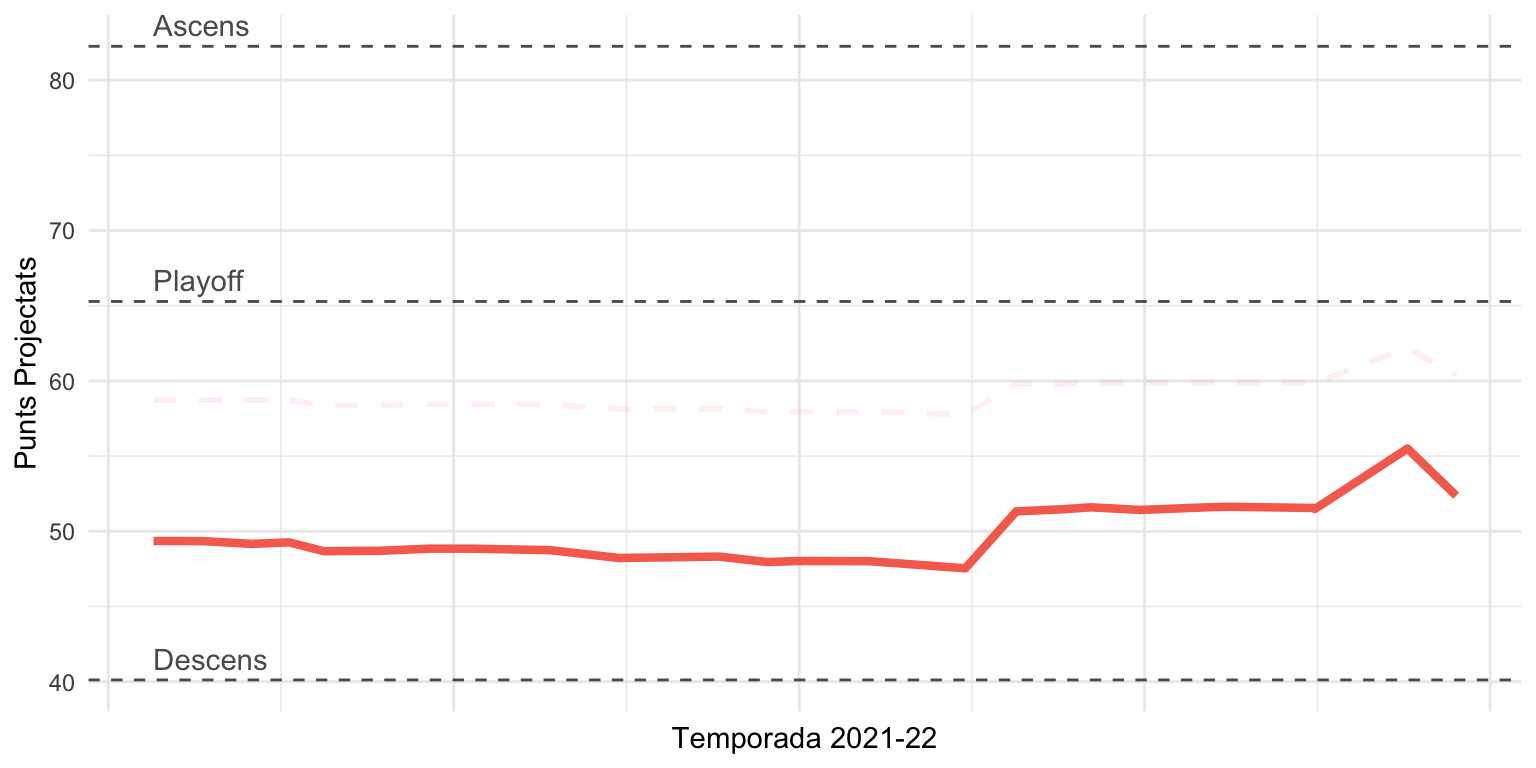 Ascens
80
70
Playoff
60
50
Descens
40
Punts Projectats
Temporada 2021-22